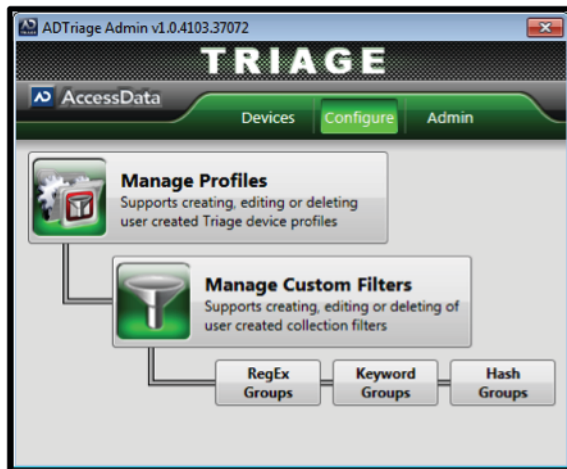 ADTriage Admin v1.0.4103.37072
TRIAGE
AccessData
Devices Configure Admin
Manage Profiles
Supports creating, editing or deleting
user created Triage device profiles
Manage Custom Filters
Supports creating, editing or deleting of
user created collection filters
RegEx
Groups
Keyword
Groups
Hash
Groups